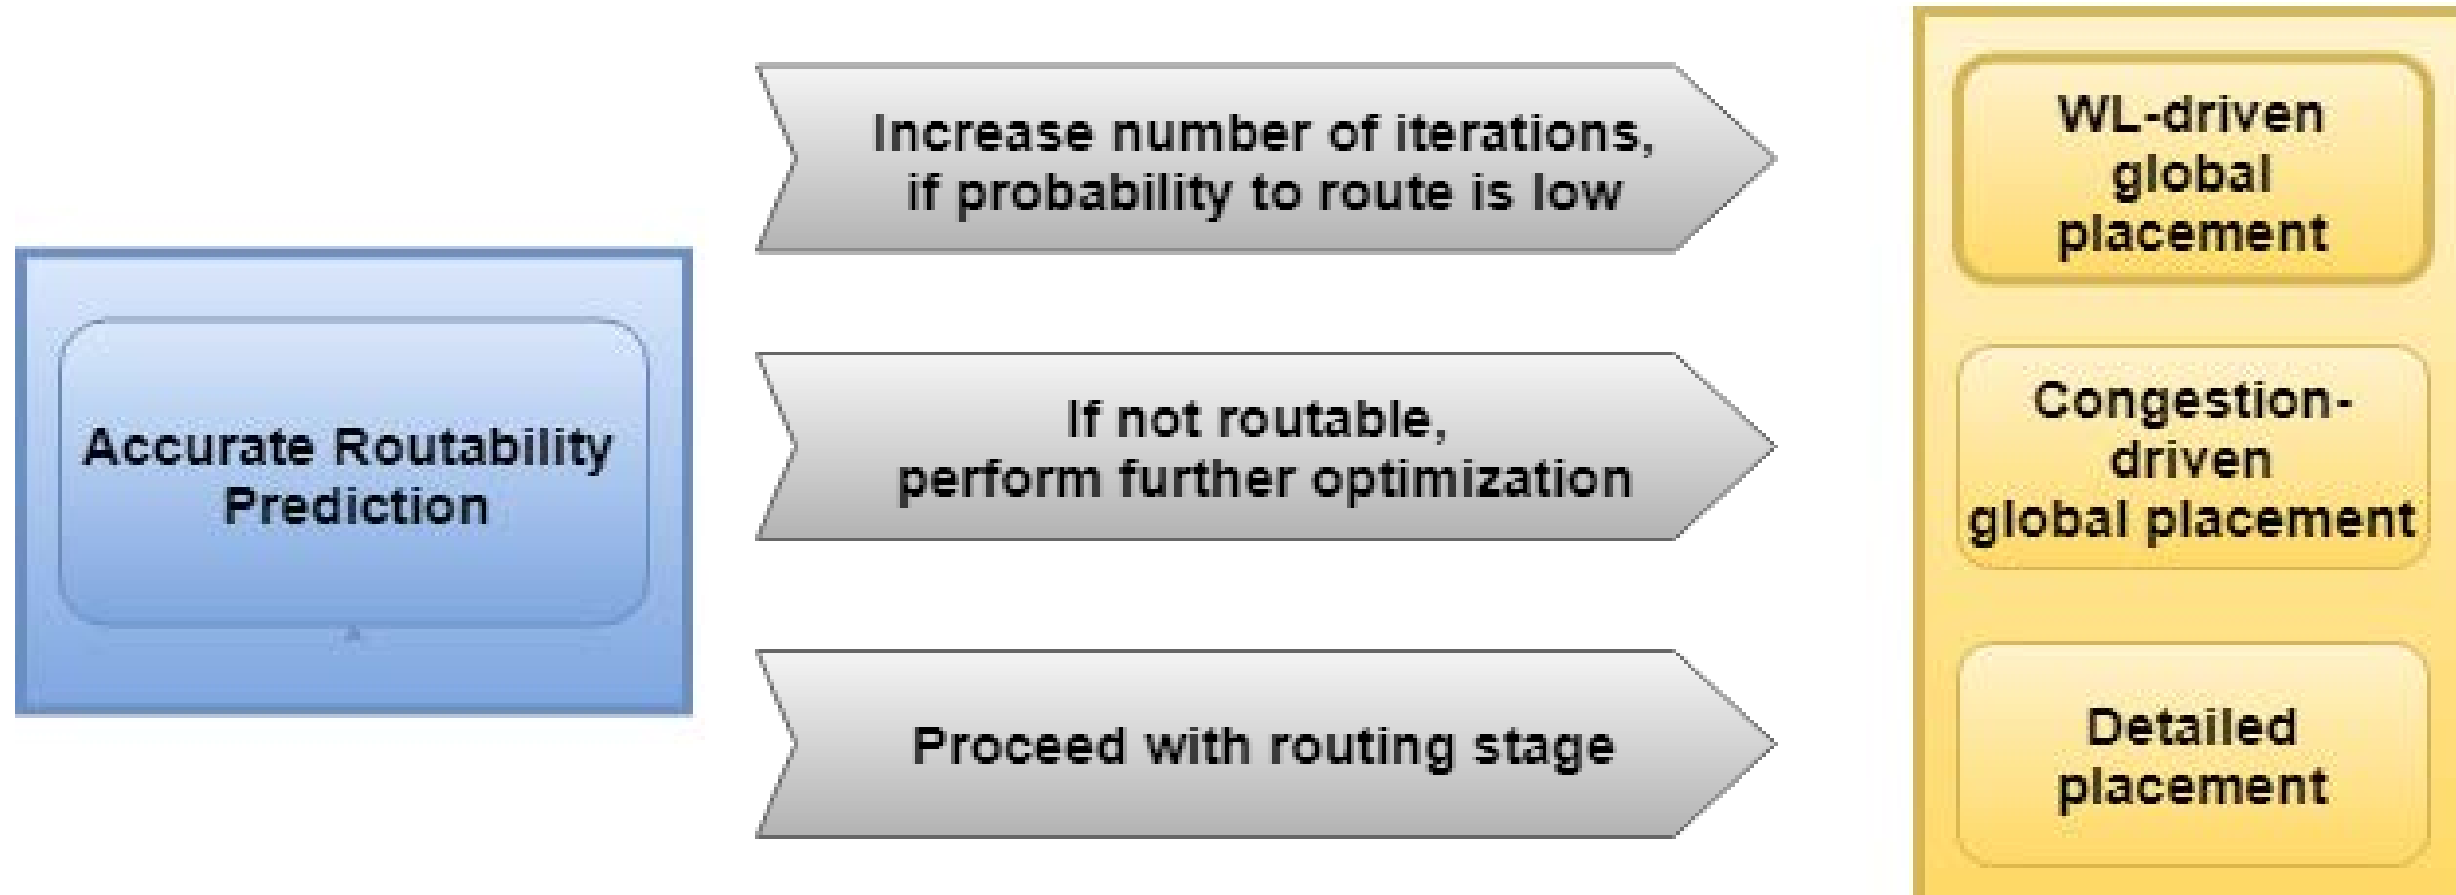 Increase number of iterations,
if probability to route is low
WL-driven
global
placement
Accurate Routability
Prediction
If not routable,
perform further optimization
Congestion-
driven
global placement
Proceed with routing stage
Detailed
placement